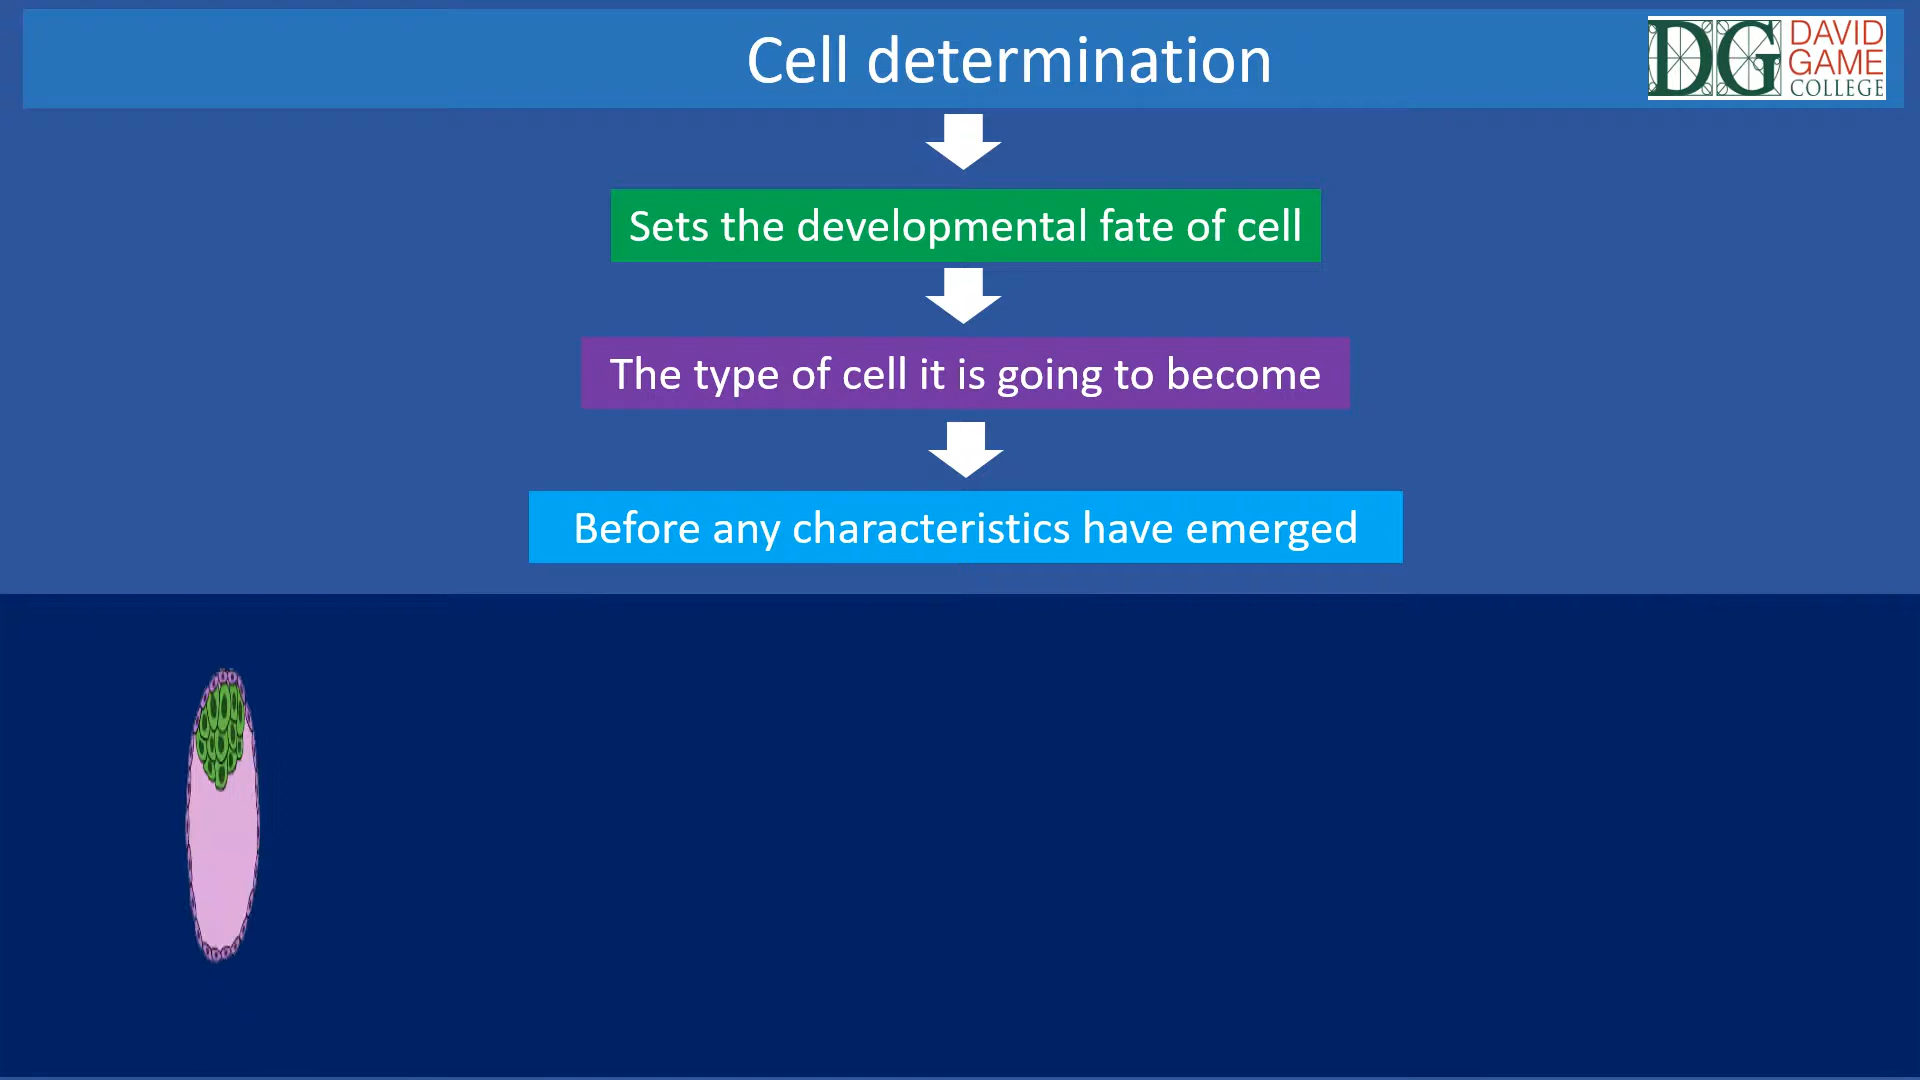 Cell determination
DG DAVID
GAME
COLLEGE
Sets the developmental fate of cell
The type of cell it is going to become
Before any characteristics have emerged